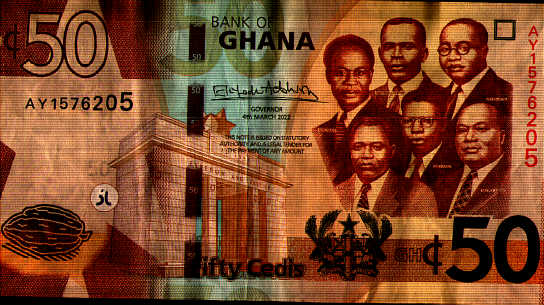 ¢50
BANK OF
GHANA
AY1576205
GOVERNOR
4TH MARCH 2022
THIS NOTE IS ISSUED ON STATUTORY
AUTHORITY AND IS LEGAL TENDER FOR
THE PAYMENT OF ANY AMOUNT
AY1576205
50
50
Fifty Cedis
GH¢50